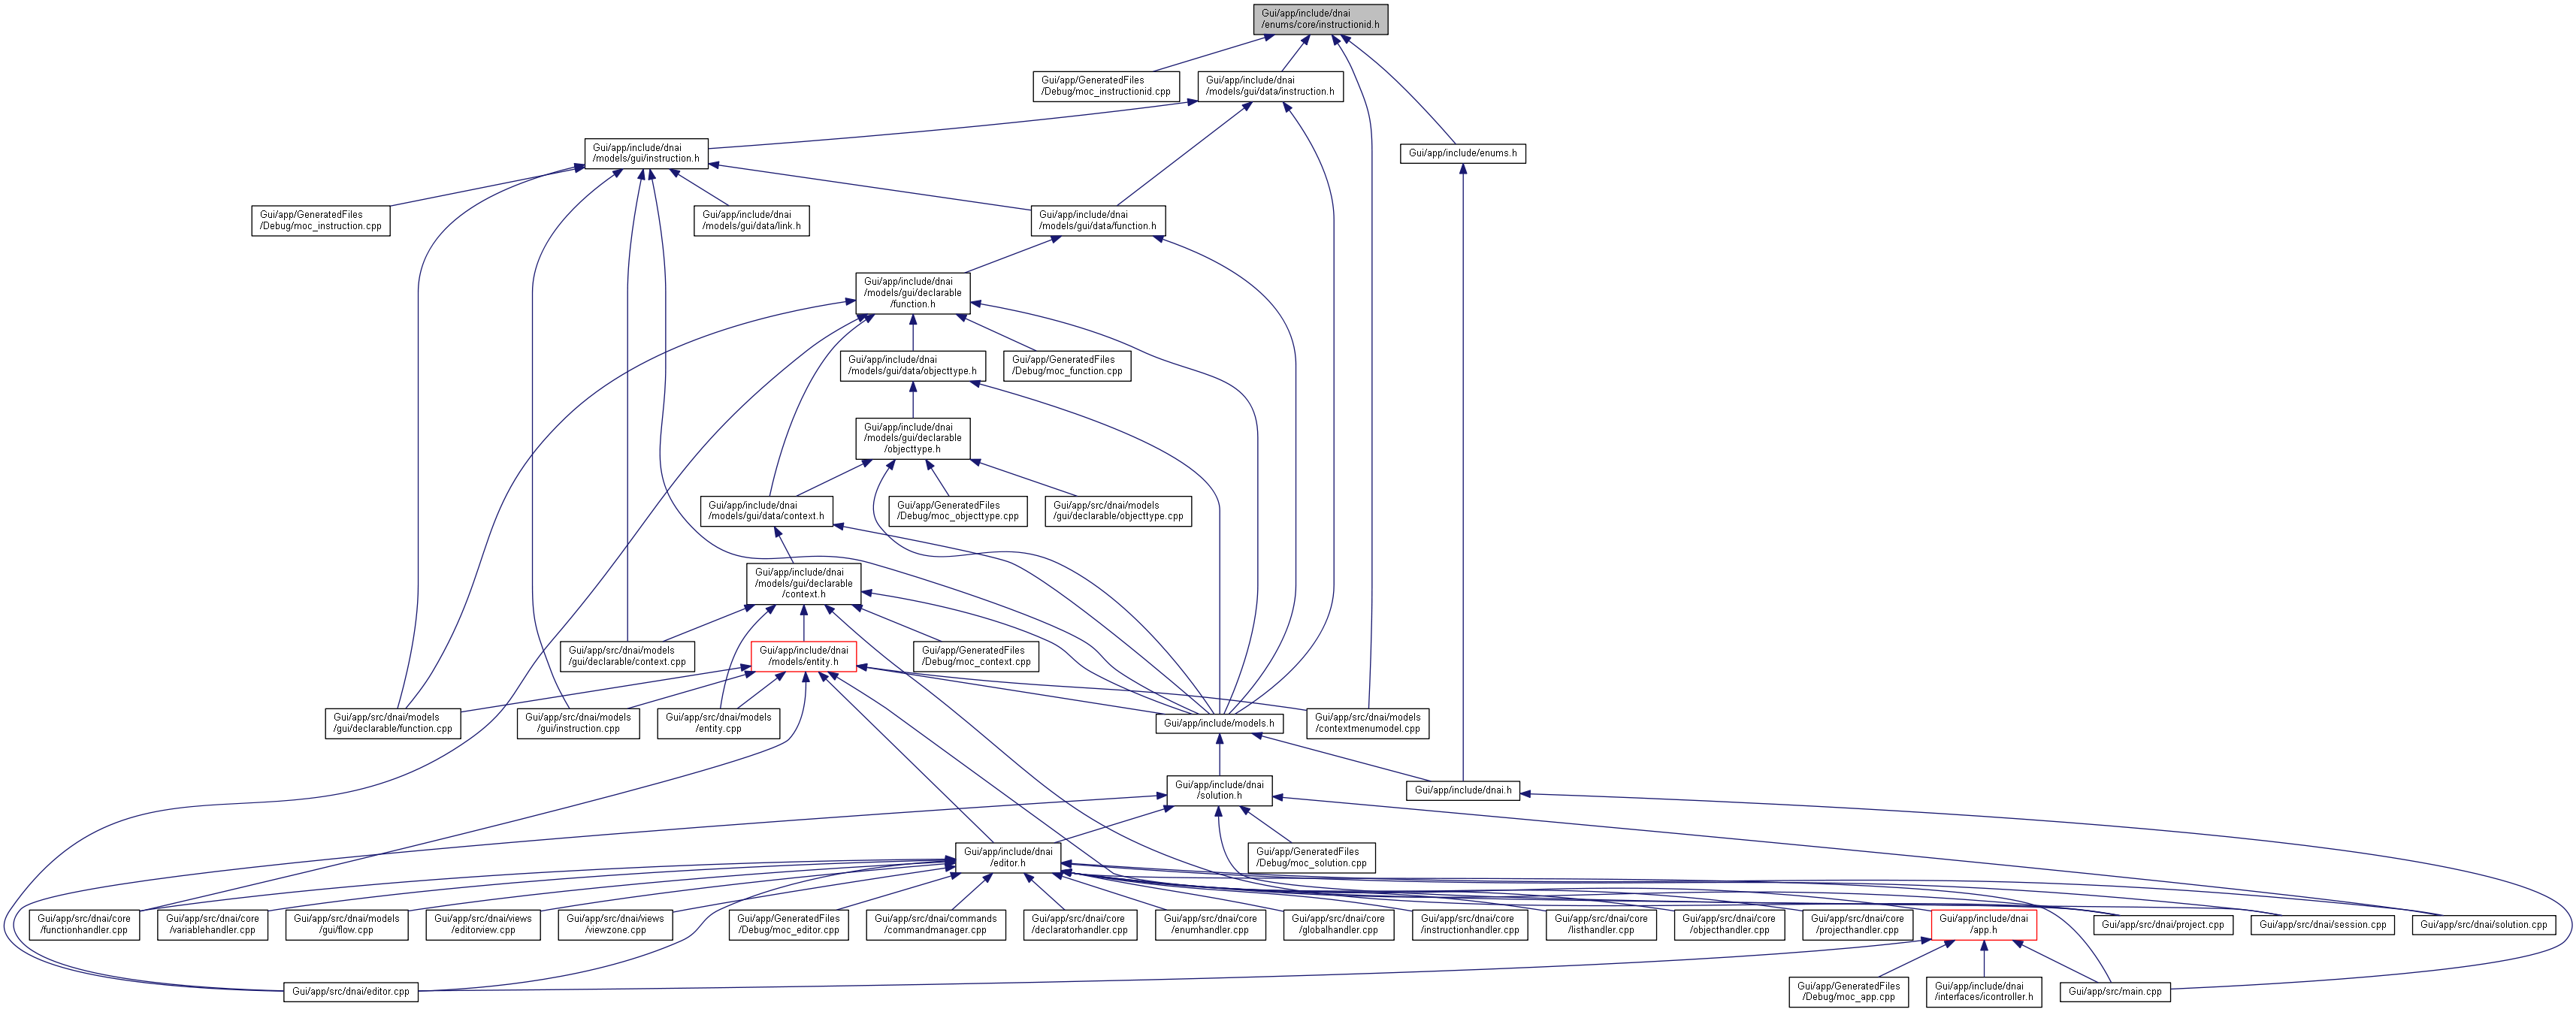 Gui/app/include/dnai
/enums/core/instructionid.h
Gui/app/GeneratedFiles
/Debug/moc_instructionid.cpp
Gui/app/include/dnai
/models/gui/data/instruction.h
Gui/app/include/dnai
/models/gui/instruction.h
Gui/app/include/enums.h
Gui/app/GeneratedFiles
/Debug/moc_instruction.cpp
Gui/app/include/dnai
/models/gui/data/link.h
Gui/app/include/dnai
/models/gui/data/function.h
Gui/app/include/dnai
/models/gui/declarable
/function.h
Gui/app/include/dnai
/models/gui/data/objecttype.h
Gui/app/GeneratedFiles
/Debug/moc_function.cpp
Gui/app/include/dnai
/models/gui/declarable
/objecttype.h
Gui/app/include/dnai
/models/gui/data/context.h
Gui/app/GeneratedFiles
/Debug/moc_objecttype.cpp
Gui/app/src/dnai/models
/gui/declarable/objecttype.cpp
Gui/app/include/dnai
/models/gui/declarable
/context.h
Gui/app/src/dnai/models
/gui/declarable/context.cpp
Gui/app/include/dnai
/models/entity.h
Gui/app/GeneratedFiles
/Debug/moc_context.cpp
Gui/app/src/dnai/models
/gui/declarable/function.cpp
Gui/app/src/dnai/models
/gui/instruction.cpp
Gui/app/src/dnai/models
/entity.cpp
Gui/app/include/models.h
Gui/app/src/dnai/models
/contextmenumodel.cpp
Gui/app/include/dnai
/solution.h
Gui/app/include/dnai.h
Gui/app/include/dnai
/editor.h
Gui/app/GeneratedFiles
/Debug/moc_solution.cpp
Gui/app/src/dnai/core
/functionhandler.cpp
Gui/app/src/dnai/core
/variablehandler.cpp
Gui/app/src/dnai/models
/gui/flow.cpp
Gui/app/src/dnai/views
/editorview.cpp
Gui/app/src/dnai/views
/viewzone.cpp
Gui/app/GeneratedFiles
/Debug/moc_editor.cpp
Gui/app/src/dnai/commands
/commandmanager.cpp
Gui/app/src/dnai/core
/declaratorhandler.cpp
Gui/app/src/dnai/core
/enumhandler.cpp
Gui/app/src/dnai/core
/globalhandler.cpp
Gui/app/src/dnai/core
/instructionhandler.cpp
Gui/app/src/dnai/core
/listhandler.cpp
Gui/app/src/dnai/core
/objecthandler.cpp
Gui/app/src/dnai/core
/projecthandler.cpp
Gui/app/include/dnai
/app.h
Gui/app/src/dnai/project.cpp
Gui/app/src/dnai/session.cpp
Gui/app/src/dnai/solution.cpp
Gui/app/src/dnai/editor.cpp
Gui/app/GeneratedFiles
/Debug/moc_app.cpp
Gui/app/include/dnai
/interfaces/icontroller.h
Gui/app/src/main.cpp